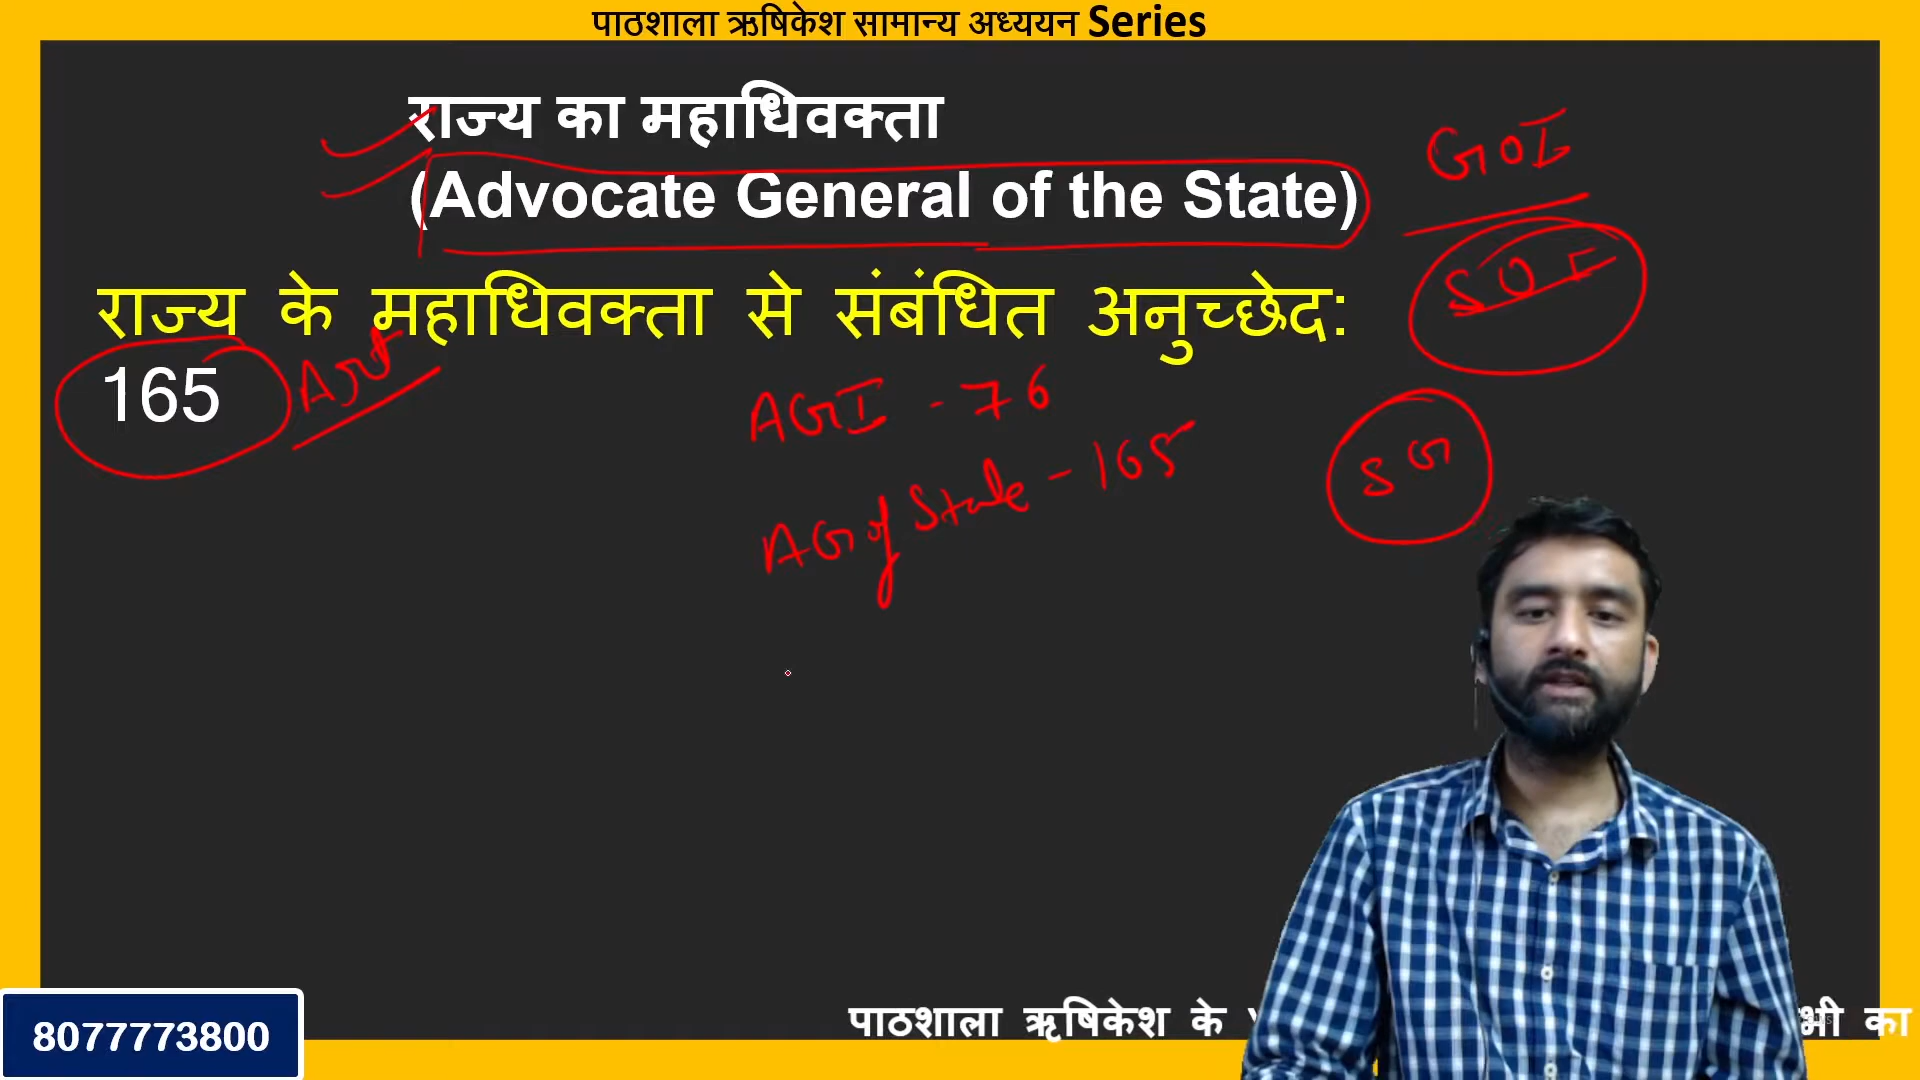 पाठशाला ऋषिकेश सामान्य अध्ययन Series
राज्य का महाधिवक्ता
(Advocate General of the State)
GOI
राज्य के महाधिवक्ता से संबंधित अनुच्छेद:
165
Art
AGI - 76
AG of State - 165
SG
पाठशाला ऋषिकेश के
भी का
8077773800